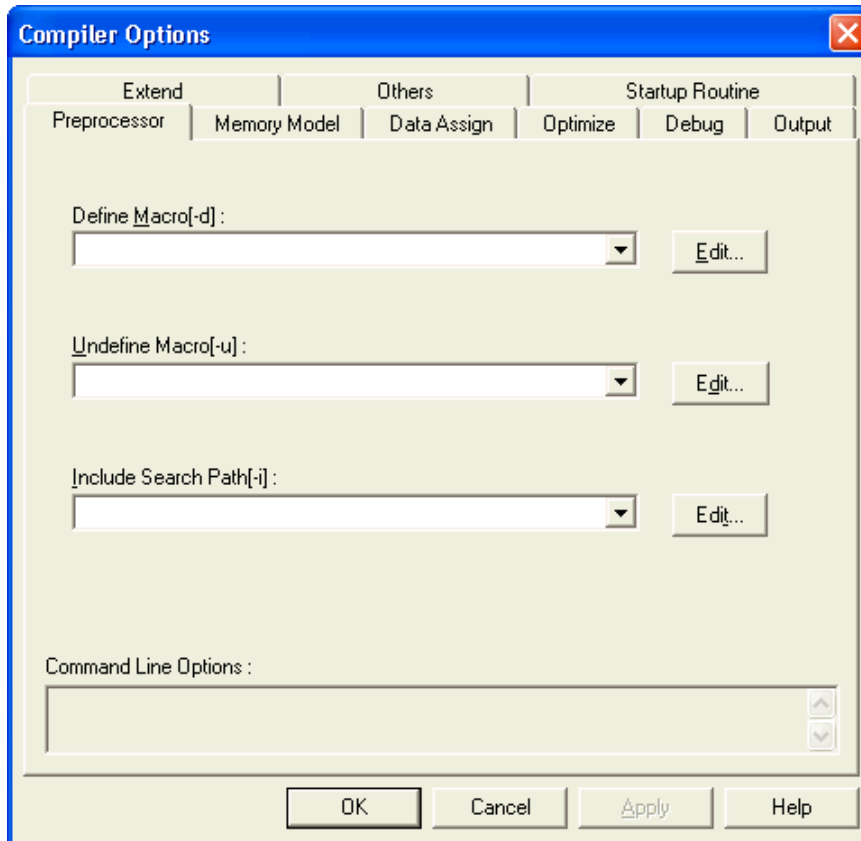 Compiler Options
Extend Others Startup Routine
Preprocessor Memory Model Data Assign Optimize Debug Output
Define Macro[-d] :
Edit...
Undefine Macro[-u] :
Edit...
Include Search Path[-i] :
Edit...
Command Line Options :
OK Cancel Apply Help